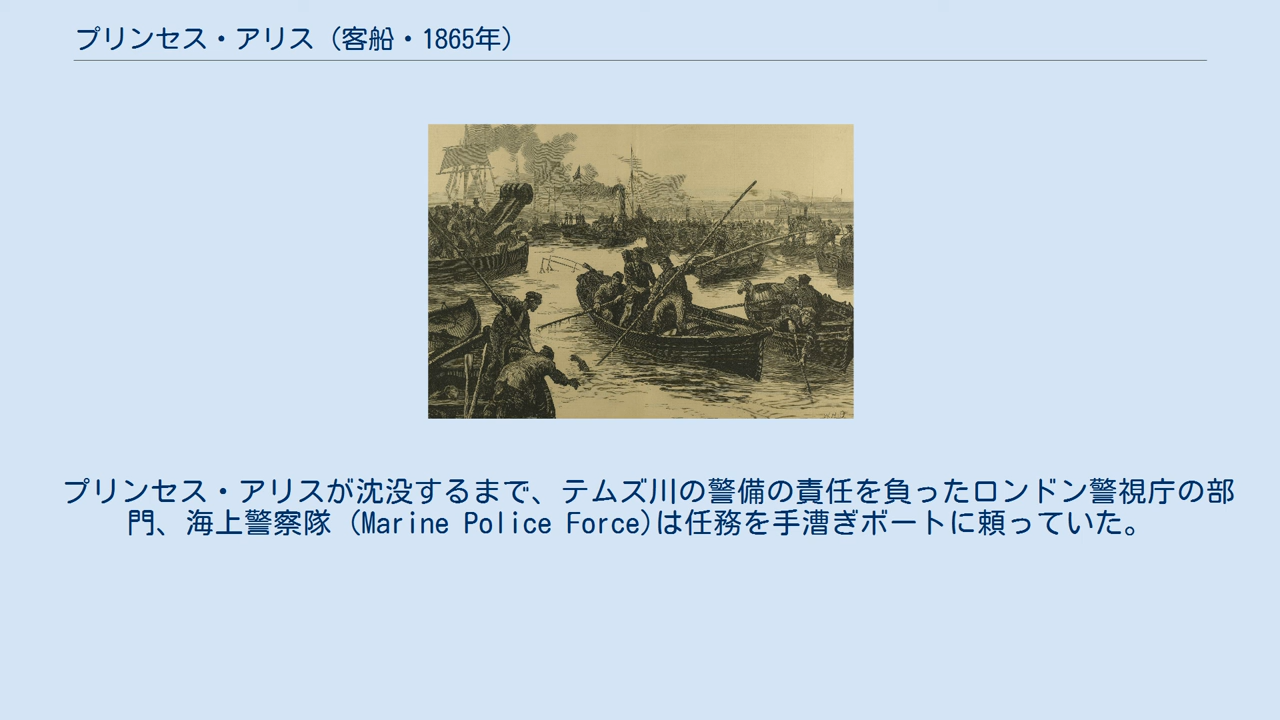 プリンセス・アリス（客船・1865年）
プリンセス・アリスが沈没するまで、テムズ川の警備の責任を負ったロンドン警視庁の部
門、海上警察隊 (Marine Police Force)は任務を手漕ぎボートに頼っていた。